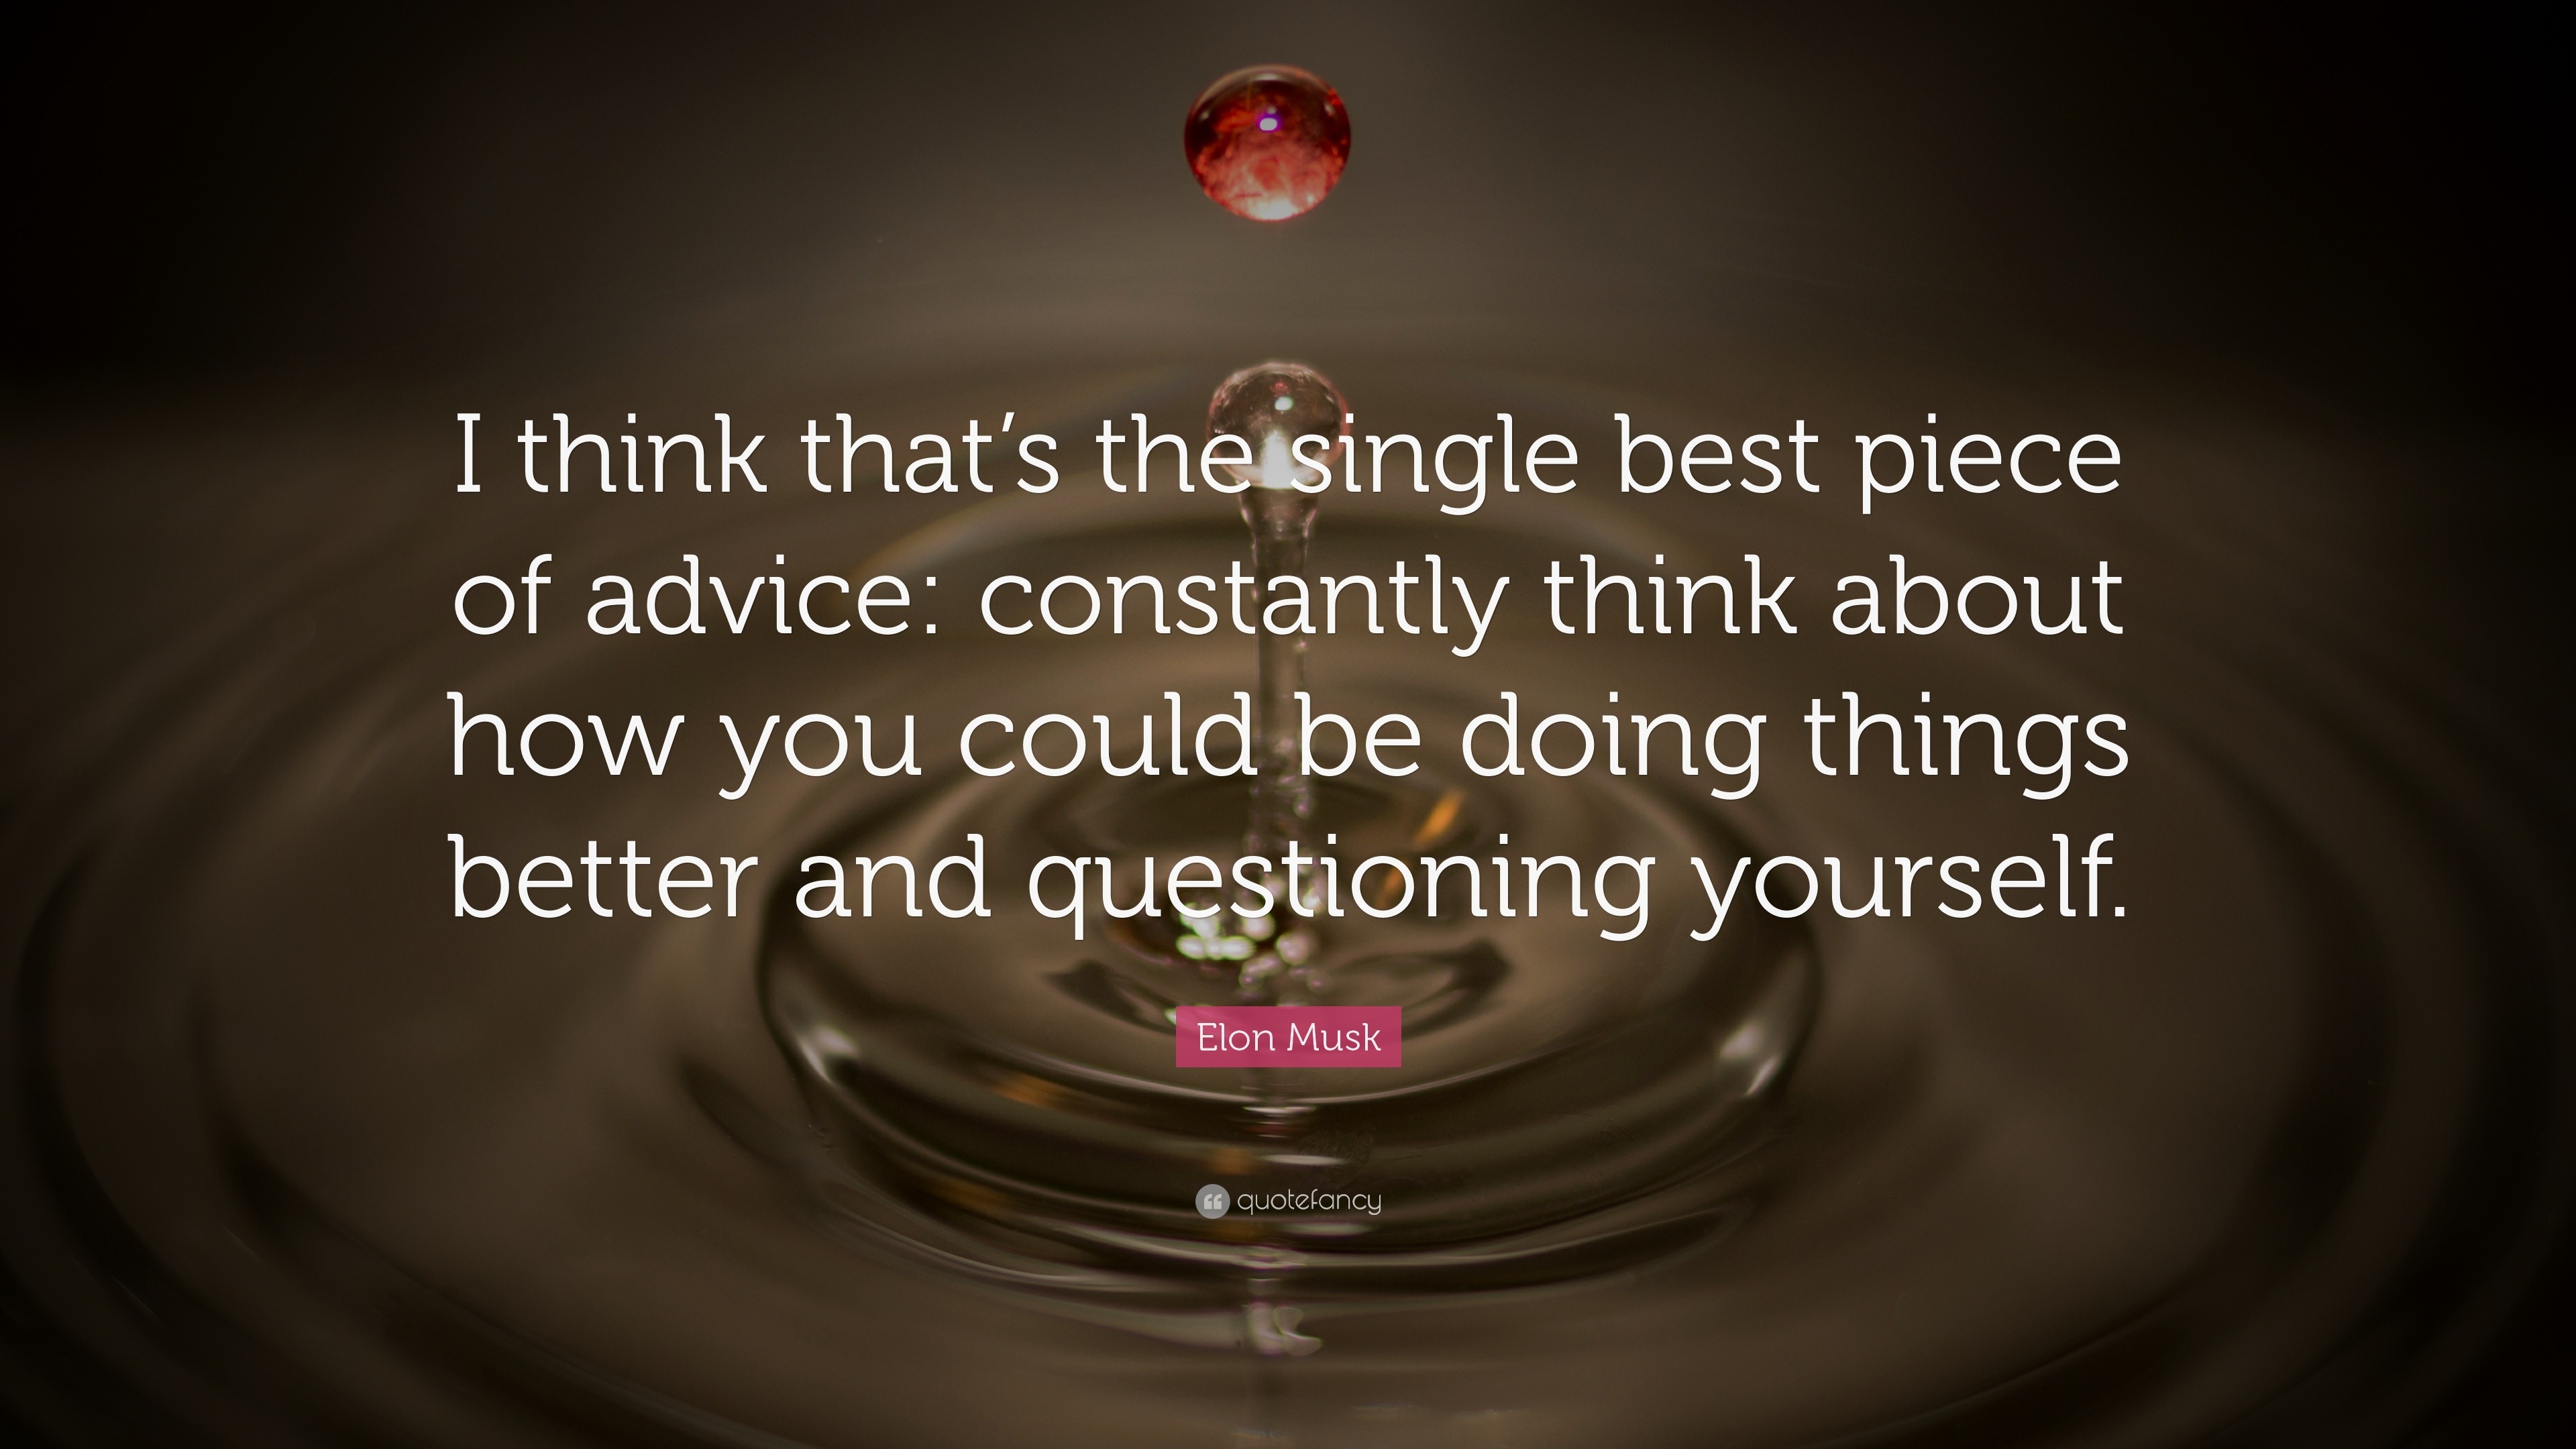 I think that’s the single best piece
of advice: constantly think about
how you could be doing things
better and questioning yourself.
Elon Musk
quotefancy